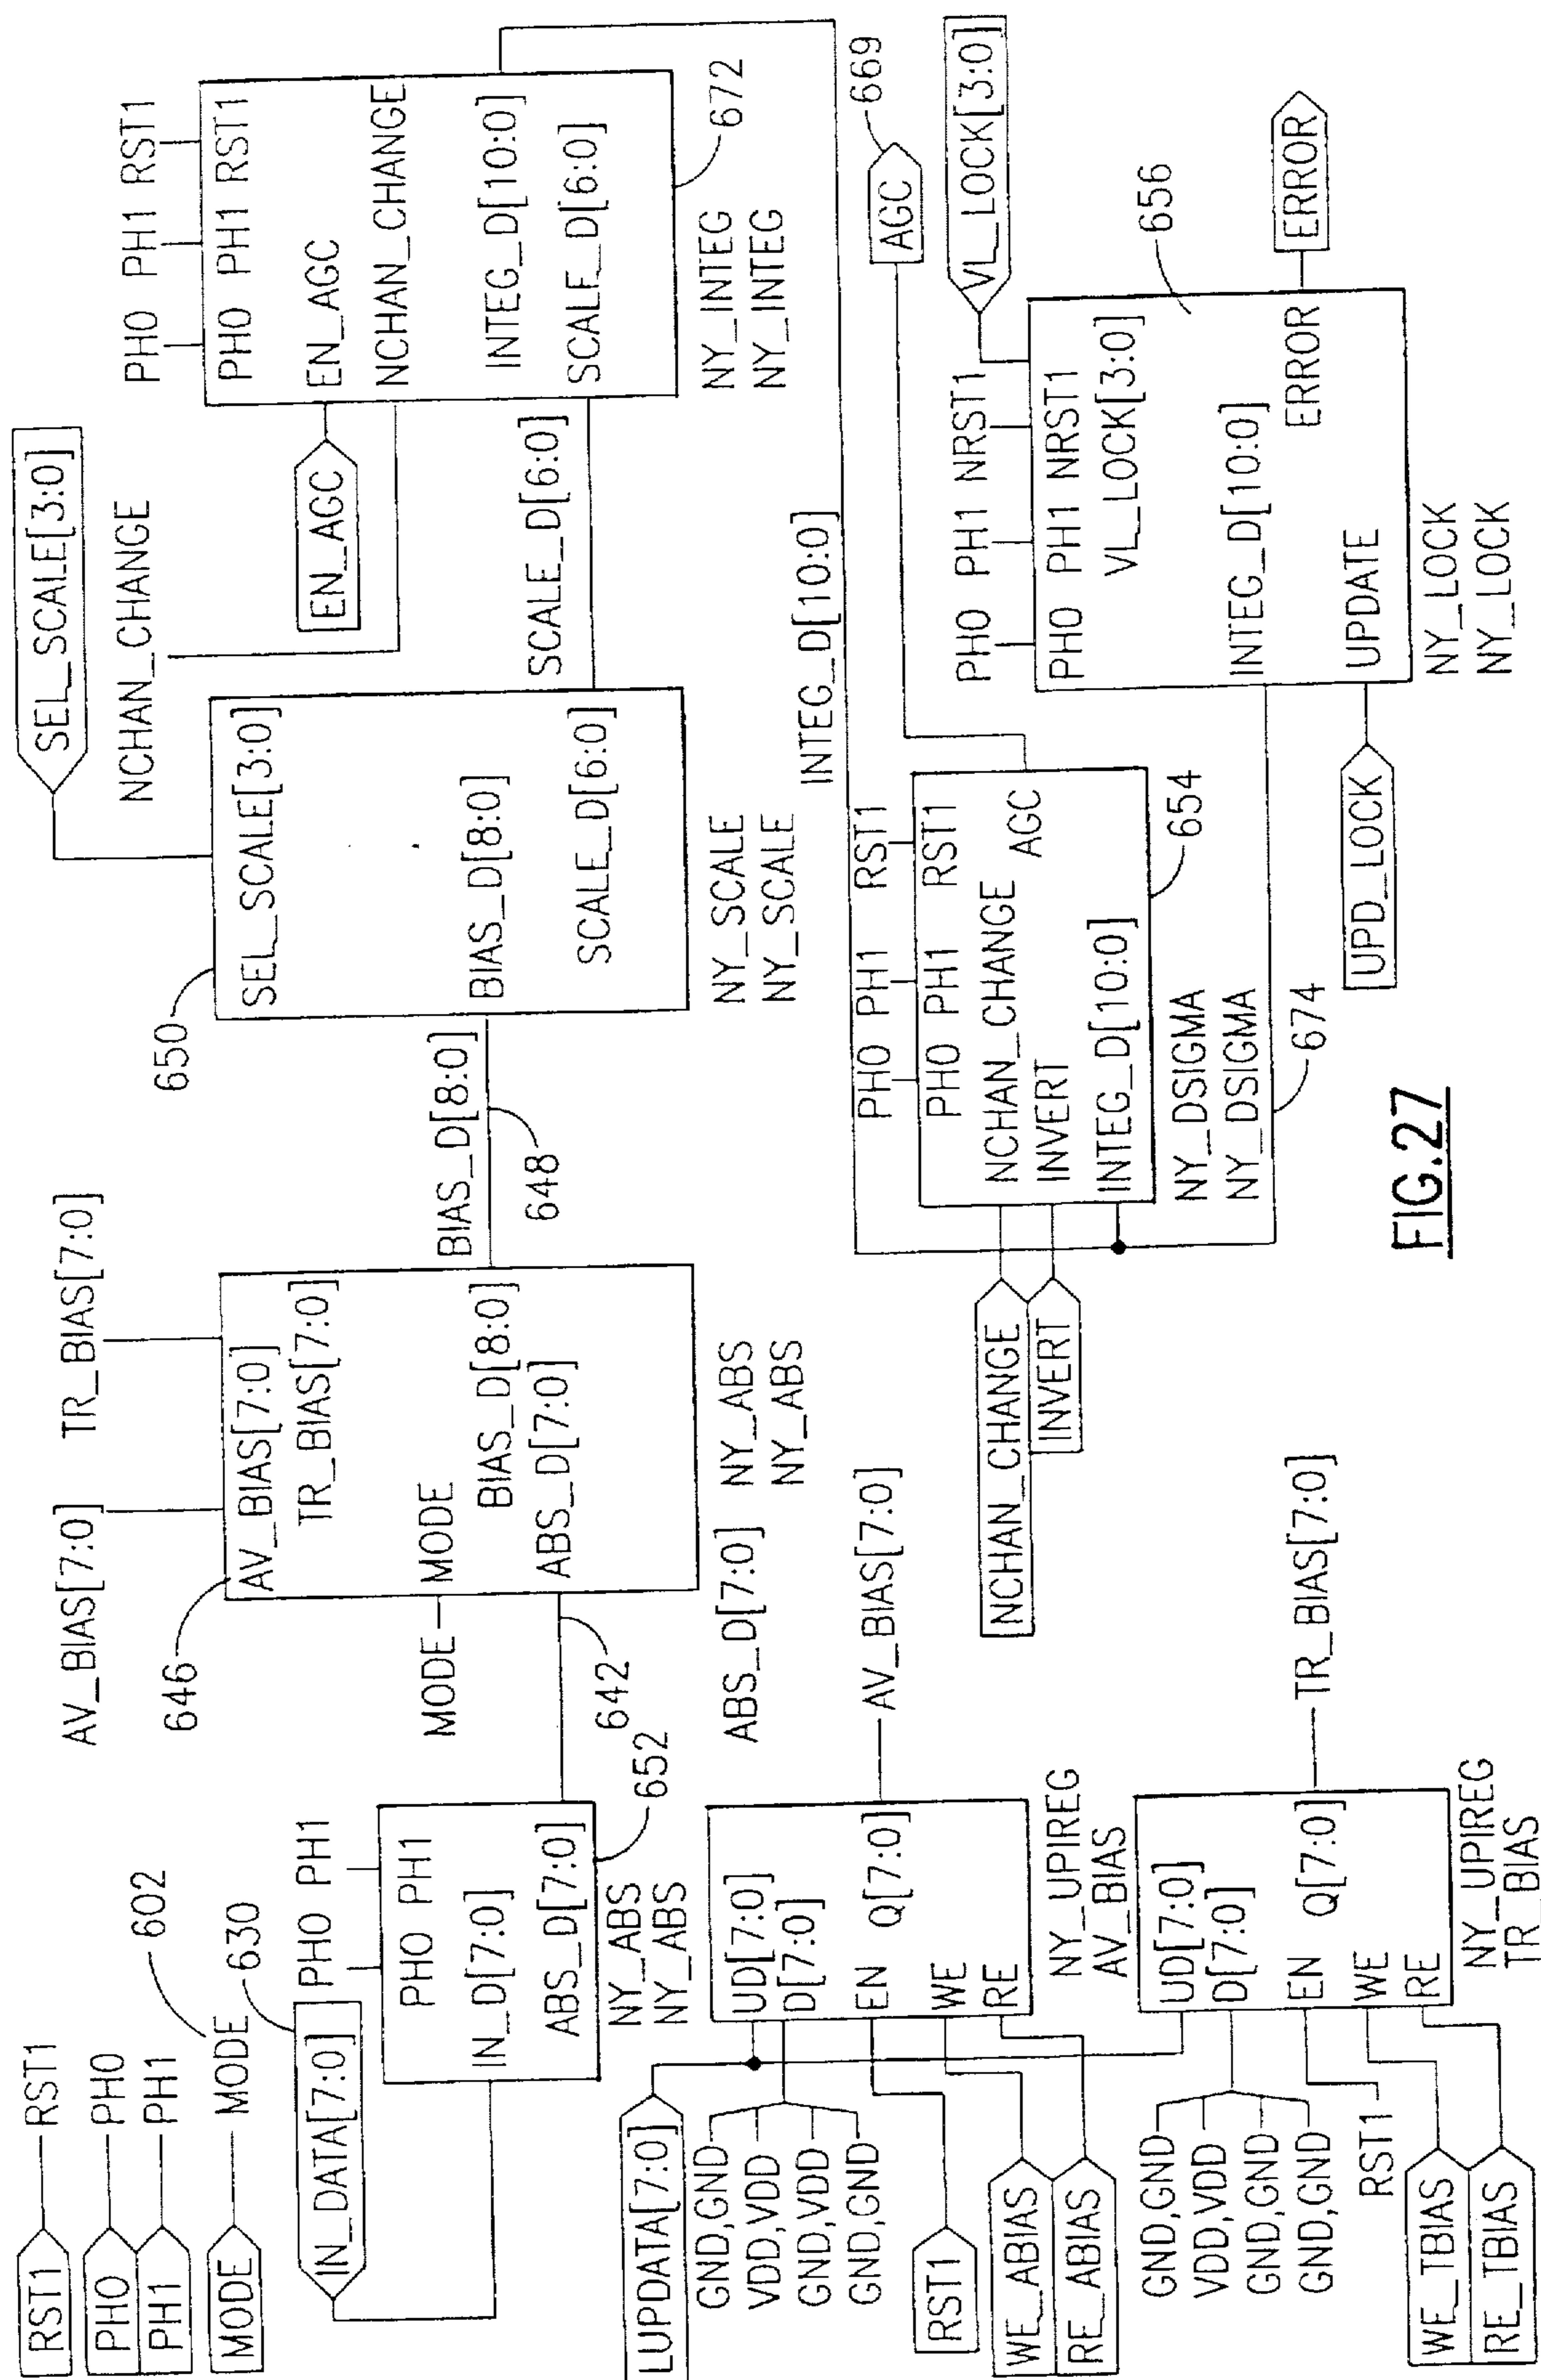 RST1
RST1
PH0
PH0
PH1
PH1
MODE
MODE
602
IN_DATA[7:0]
630
PH0 PH1
PH0 PH1
IN_D[7:0]
ABS_D[7:0]
NY_ABS
NY_ABS
652
642
AV_BIAS[7:0]
TR_BIAS[7:0]
646
AV_BIAS[7:0]
TR_BIAS[7:0]
MODE
MODE
BIAS_D[8:0]
ABS_D[7:0]
ABS_D[7:0]
NY_ABS
NY_ABS
BIAS_D[8:0]
648
650
SEL_SCALE[3:0]
SEL_SCALE[3:0]
BIAS_D[8:0]
SCALE_D[6:0]
NY_SCALE
NY_SCALE
NCHAN_CHANGE
EN_AGC
SCALE_D[6:0]
PH0 PH1 RST1
PH0 PH1 RST1
EN_AGC
NCHAN_CHANGE
INTEG_D[10:0]
SCALE_D[6:0]
672
NY_INTEG
NY_INTEG
LUPDATA[7:0]
GND,GND
VDD,VDD
GND,VDD
GND,GND
RST1
WE_ABIAS
RE_ABIAS
UD[7:0]
D[7:0]
EN
Q[7:0]
WE
RE
NY_UPIREG
AV_BIAS
AV_BIAS[7:0]
GND,GND
VDD,VDD
GND,GND
GND,GND
RST1
WE_TBIAS
RE_TBIAS
UD[7:0]
D[7:0]
EN
Q[7:0]
WE
RE
NY_UPIREG
TR_BIAS
TR_BIAS[7:0]
NCHAN_CHANGE
INVERT
PH0 PH1 RST1
PH0 PH1 RST1
NCHAN_CHANGE
INVERT
AGC
INTEG_D[10:0]
NY_DSIGMA
NY_DSIGMA
654
674
INTEG_D[10:0]
AGC
669
VL_LOCK[3:0]
PH0 PH1 NRST1
PH0 PH1 NRST1
VL_LOCK[3:0]
656
INTEG_D[10:0]
ERROR
ERROR
UPDATE
UPD_LOCK
NY_LOCK
NY_LOCK
FIG.27